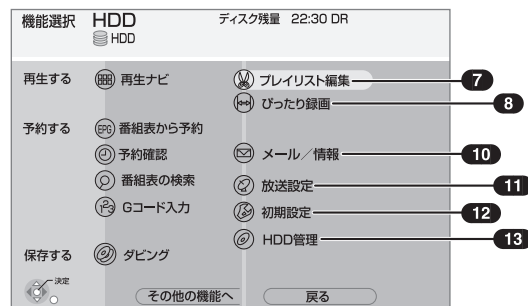 機能選択 HDD ディスク残量 22:30 DR
HDD
再生する 再生ナビ プレイリスト編集 7
ぴったり録画 8
予約する EPG 番組表から予約
予約確認 メール／情報 10
番組表の検索 放送設定 11
Gコード入力 初期設定 12
HDD管理 13
保存する ダビング
決定
その他の機能へ 戻る